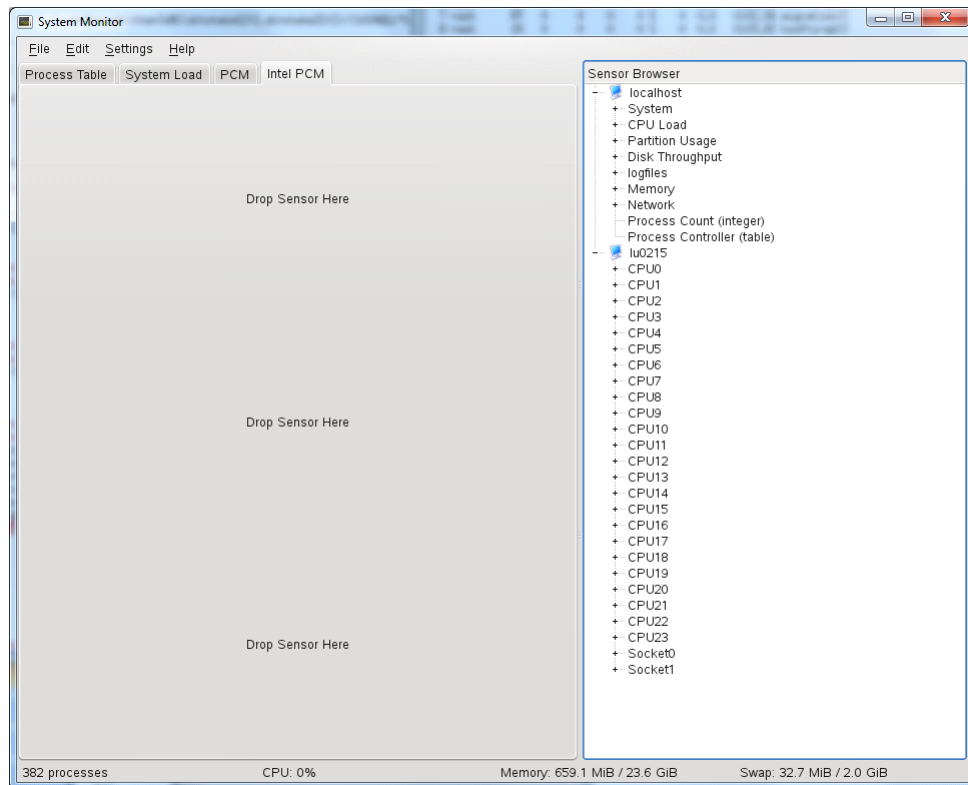 System Monitor
File Edit Settings Help
Process Table System Load PCM Intel PCM
Drop Sensor Here
Drop Sensor Here
Drop Sensor Here
Sensor Browser
localhost
System
CPU Load
Partition Usage
Disk Throughput
logfiles
Memory
Network
Process Count (integer)
Process Controller (table)
lu0215
CPU0
CPU1
CPU2
CPU3
CPU4
CPU5
CPU6
CPU7
CPU8
CPU9
CPU10
CPU11
CPU12
CPU13
CPU14
CPU15
CPU16
CPU17
CPU18
CPU19
CPU20
CPU21
CPU22
CPU23
Socket0
Socket1
382 processes CPU: 0% Memory: 659.1 MiB / 23.6 GiB Swap: 32.7 MiB / 2.0 GiB